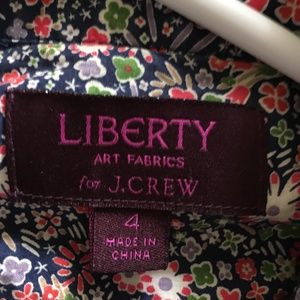 LIBERTY
ART FABRICS
for J.CREW
4
MADE IN
CHINA